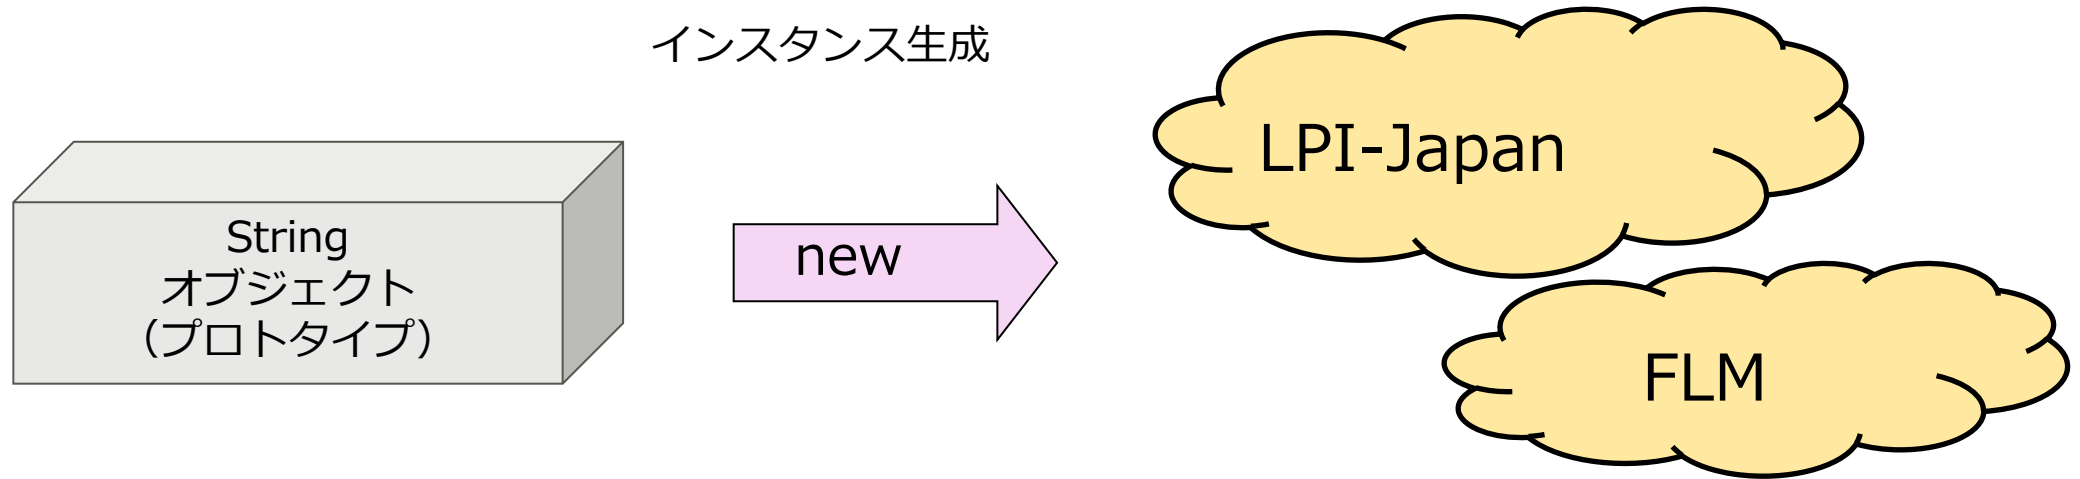 インスタンス生成
String
オブジェクト
（プロトタイプ）
new
LPI-Japan
FLM